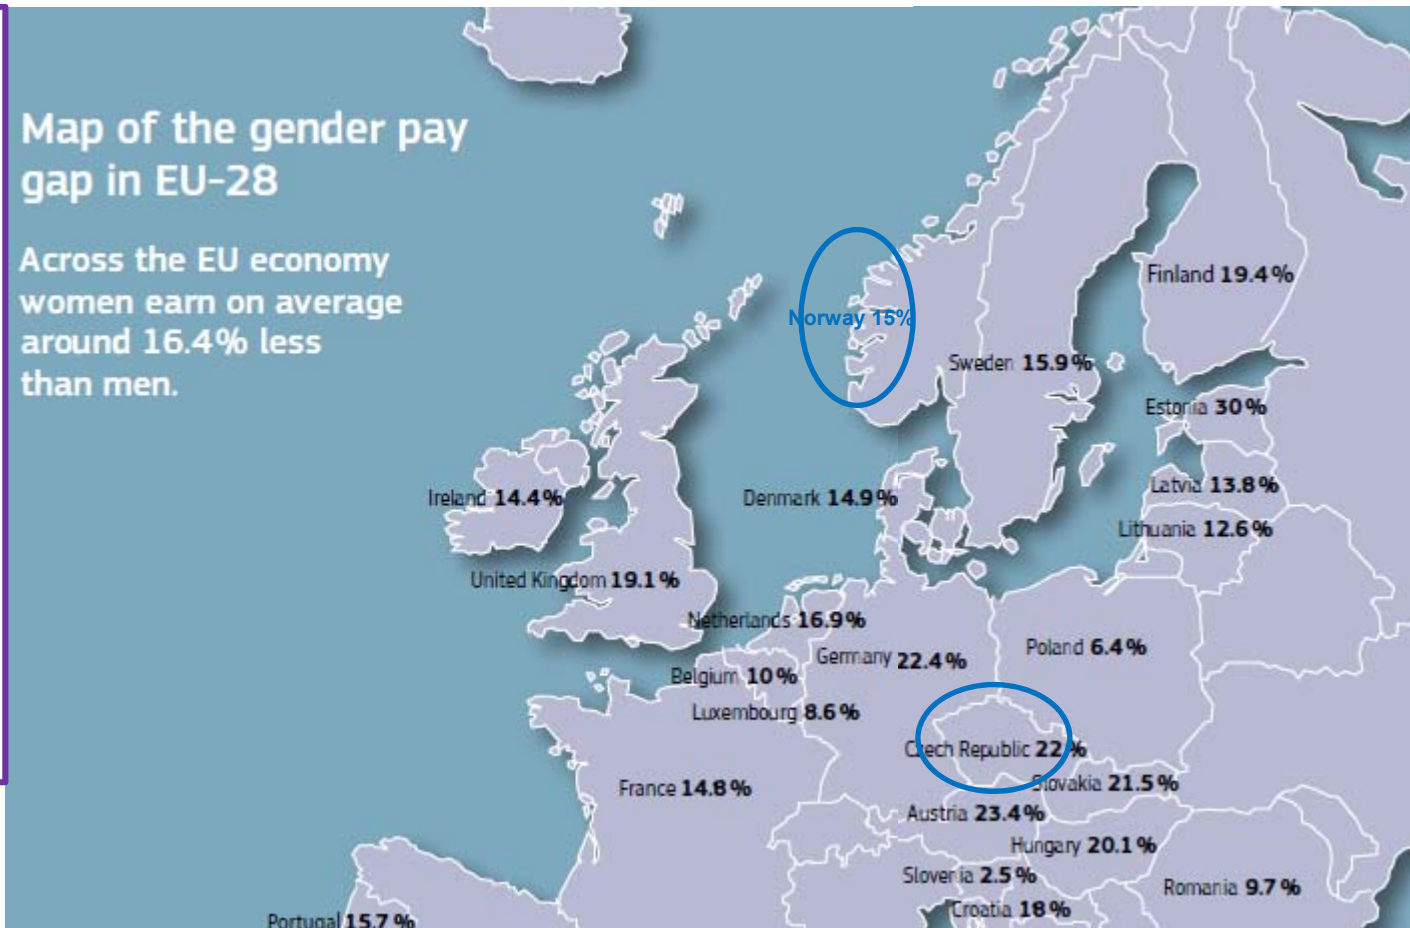 Map of the gender pay
gap in EU-28
Across the EU economy
women earn on average
around 16.4% less
than men.
Finland 19.4%
Norway 15%
Sweden 15.9%
Estonia 30%
Latvia 13.8%
Ireland 14.4%
Denmark 14.9%
Lithuania 12.6%
United Kingdom 19.1%
Netherlands 16.9%
Germany 22.4%
Poland 6.4%
Belgium 10%
Luxembourg 8.6%
Czech Republic 22%
France 14.8%
Slovakia 21.5%
Austria 23.4%
Hungary 20.1%
Slovenia 2.5%
Romania 9.7%
Croatia 18%
Portugal 15.7%